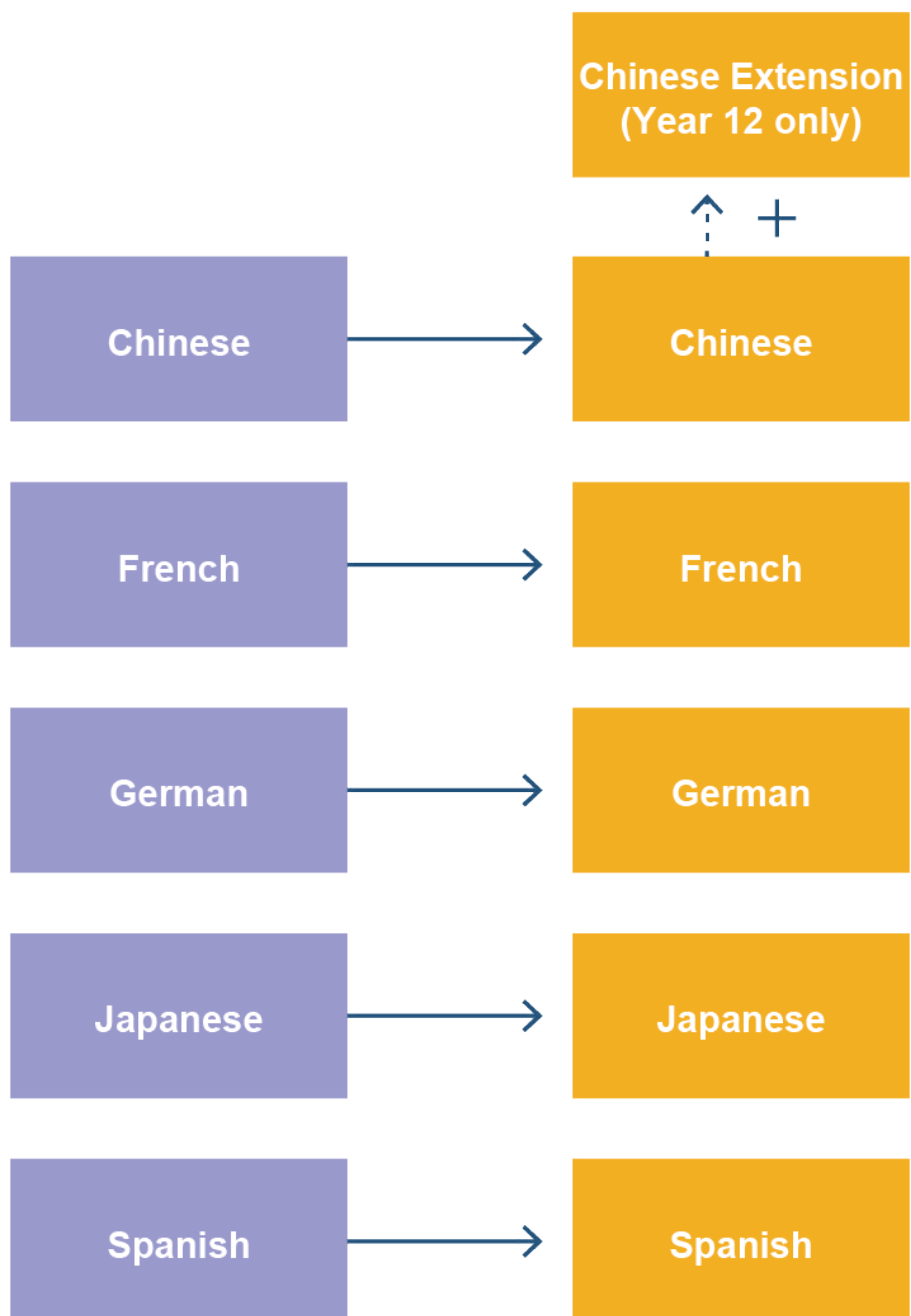 Chinese Extension
(Year 12 only)
+
Chinese
Chinese
French
French
German
German
Japanese
Japanese
Spanish
Spanish